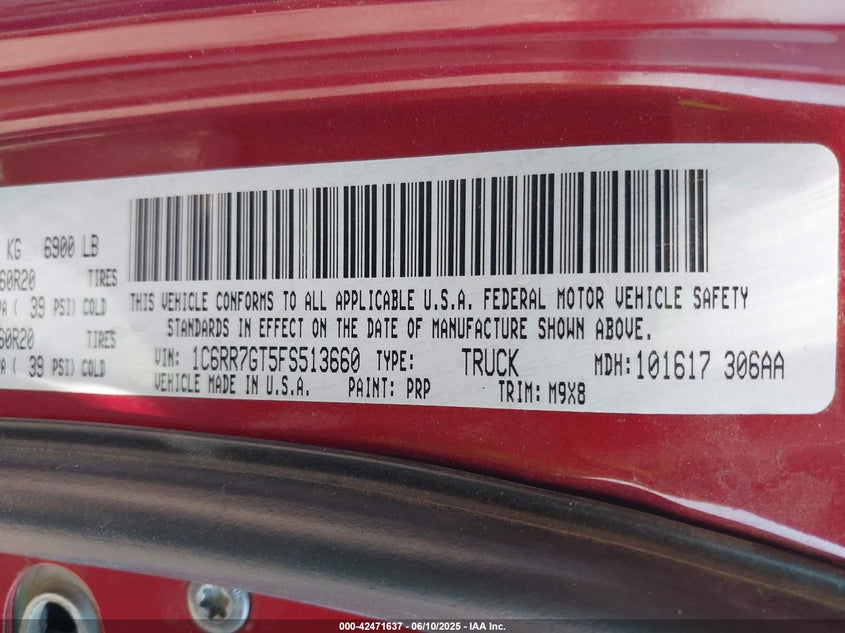 KG 6900 LB
60R20 TIRES
PA ( 39 PSI) COLD
60R20 TIRES
PA ( 39 PSI) COLD
THIS VEHICLE CONFORMS TO ALL APPLICABLE U.S.A. FEDERAL MOTOR VEHICLE SAFETY
STANDARDS IN EFFECT ON THE DATE OF MANUFACTURE SHOWN ABOVE.
VIN: 1C6RR7GT5FS513660 TYPE: TRUCK MDH:101617 306AA
VEHICLE MADE IN U.S.A. PAINT: PRP TRIM: M9X8
000-42471637 - 06/10/2025 - IAA Inc.